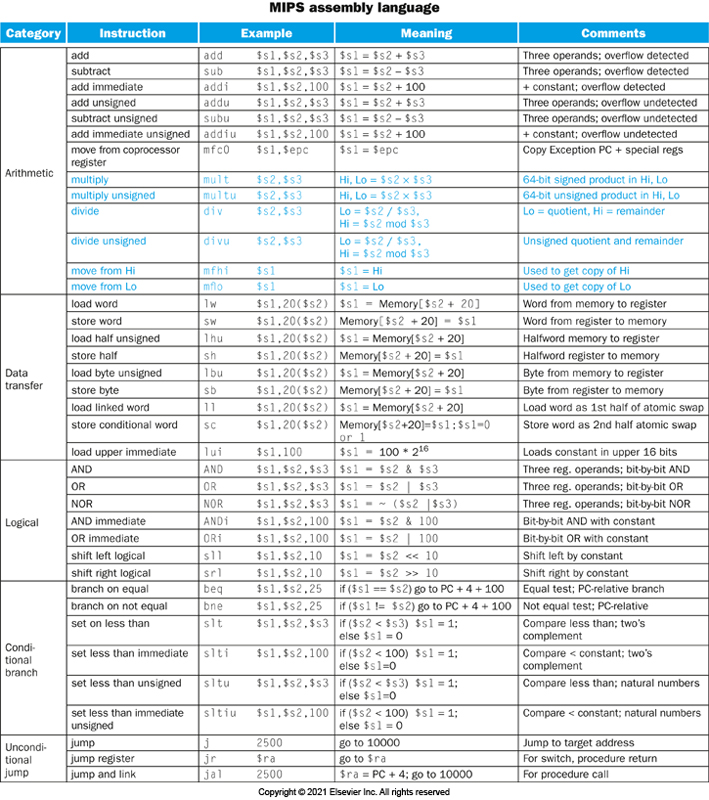 MIPS assembly language
Category Instruction Example Meaning Comments
Arithmetic
add add $s1,$s2,$s3 $s1 = $s2 + $s3 Three operands; overflow detected
subtract sub $s1,$s2,$s3 $s1 = $s2 – $s3 Three operands; overflow detected
add immediate addi $s1,$s2,100 $s1 = $s2 + 100 + constant; overflow detected
add unsigned addu $s1,$s2,$s3 $s1 = $s2 + $s3 Three operands; overflow undetected
subtract unsigned subu $s1,$s2,$s3 $s1 = $s2 – $s3 Three operands; overflow undetected
add immediate unsigned addiu $s1,$s2,100 $s1 = $s2 + 100 + constant; overflow undetected
move from coprocessor mfc0 $s1,$epc $s1 = $epc Copy Exception PC + special regs
register
multiply mult $s2,$s3 Hi, Lo = $s2 × $s3 64-bit signed product in Hi, Lo
multiply unsigned multu $s2,$s3 Hi, Lo = $s2 × $s3 64-bit unsigned product in Hi, Lo
divide div $s2,$s3 Lo = $s2 / $s3, Lo = quotient, Hi = remainder
Hi = $s2 mod $s3
divide unsigned divu $s2,$s3 Lo = $s2 / $s3, Unsigned quotient and remainder
Hi = $s2 mod $s3
move from Hi mfhi $s1 $s1 = Hi Used to get copy of Hi
move from Lo mflo $s1 $s1 = Lo Used to get copy of Lo
Data
transfer
load word lw $s1,20($s2) $s1 = Memory[$s2 + 20] Word from memory to register
store word sw $s1,20($s2) Memory[$s2 + 20] = $s1 Word from register to memory
load half unsigned lhu $s1,20($s2) $s1 = Memory[$s2 + 20] Halfword memory to register
store half sh $s1,20($s2) Memory[$s2 + 20] = $s1 Halfword register to memory
load byte unsigned lbu $s1,20($s2) $s1 = Memory[$s2 + 20] Byte from memory to register
store byte sb $s1,20($s2) Memory[$s2 + 20] = $s1 Byte from register to memory
load linked word ll $s1,20($s2) $s1 = Memory[$s2 + 20] Load word as 1st half of atomic swap
store conditional word sc $s1,20($s2) Memory[$s2+20]=$s1;$s1=0 Store word as 2nd half atomic swap
or 1
load upper immediate lui $s1,100 $s1 = 100 * 2¹⁶ Loads constant in upper 16 bits
Logical
AND AND $s1,$s2,$s3 $s1 = $s2 & $s3 Three reg. operands; bit-by-bit AND
OR OR $s1,$s2,$s3 $s1 = $s2 | $s3 Three reg. operands; bit-by-bit OR
NOR NOR $s1,$s2,$s3 $s1 = ~ ($s2 |$s3) Three reg. operands; bit-by-bit NOR
AND immediate ANDi $s1,$s2,100 $s1 = $s2 & 100 Bit-by-bit AND with constant
OR immediate ORi $s1,$s2,100 $s1 = $s2 | 100 Bit-by-bit OR with constant
shift left logical sll $s1,$s2,10 $s1 = $s2 << 10 Shift left by constant
shift right logical srl $s1,$s2,10 $s1 = $s2 >> 10 Shift right by constant
Condi-
tional
branch
branch on equal beq $s1,$s2,25 if ($s1 == $s2) go to PC + 4 + 100 Equal test; PC-relative branch
branch on not equal bne $s1,$s2,25 if ($s1 != $s2) go to PC + 4 + 100 Not equal test; PC-relative
set on less than slt $s1,$s2,$s3 if ($s2 < $s3) $s1 = 1; Compare less than; two's
else $s1 = 0 complement
set less than immediate slti $s1,$s2,100 if ($s2 < 100) $s1 = 1; Compare < constant; two's
else $s1=0 complement
set less than unsigned sltu $s1,$s2,$s3 if ($s2 < $s3) $s1 = 1; Compare less than; natural numbers
else $s1=0
set less than immediate sltiu $s1,$s2,100 if ($s2 < 100) $s1 = 1; Compare < constant; natural numbers
unsigned else $s1 = 0
Uncondi-
tional
jump
jump j 2500 go to 10000 Jump to target address
jump register jr $ra go to $ra For switch, procedure return
jump and link jal 2500 $ra = PC + 4; go to 10000 For procedure call
Copyright © 2021 Elsevier Inc. All rights reserved